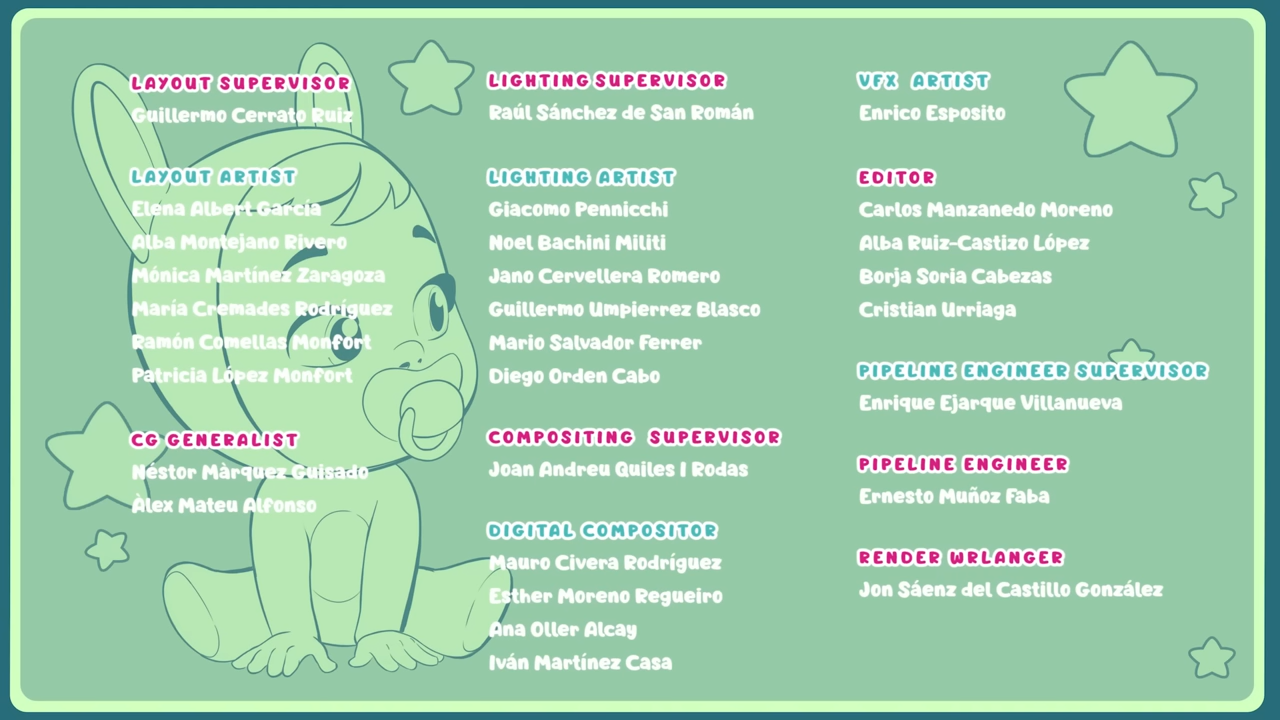 LAYOUT SUPERVISOR
Guillermo Cerrato Ruiz
LAYOUT ARTIST
Elena Albert García
Alba Montejano Rivero
Mónica Martínez Zaragoza
María Cremades Rodríguez
Ramón Comellas Monfort
Patricia López Monfort
CG GENERALIST
Néstor Màrquez Guisado
Àlex Mateu Alfonso
LIGHTING SUPERVISOR
Raúl Sánchez de San Román
LIGHTING ARTIST
Giacomo Pennicchi
Noel Bachini Militi
Jano Cervellera Romero
Guillermo Umpierrez Blasco
Mario Salvador Ferrer
Diego Orden Cabo
COMPOSITING SUPERVISOR
Joan Andreu Quiles I Rodas
DIGITAL COMPOSITOR
Mauro Civera Rodríguez
Esther Moreno Regueiro
Ana Oller Alcay
Iván Martínez Casa
VFX ARTIST
Enrico Esposito
EDITOR
Carlos Manzanedo Moreno
Alba Ruiz-Castizo López
Borja Soria Cabezas
Cristian Urriaga
PIPELINE ENGINEER SUPERVISOR
Enrique Ejarque Villanueva
PIPELINE ENGINEER
Ernesto Muñoz Faba
RENDER WRLANGER
Jon Sáenz del Castillo González